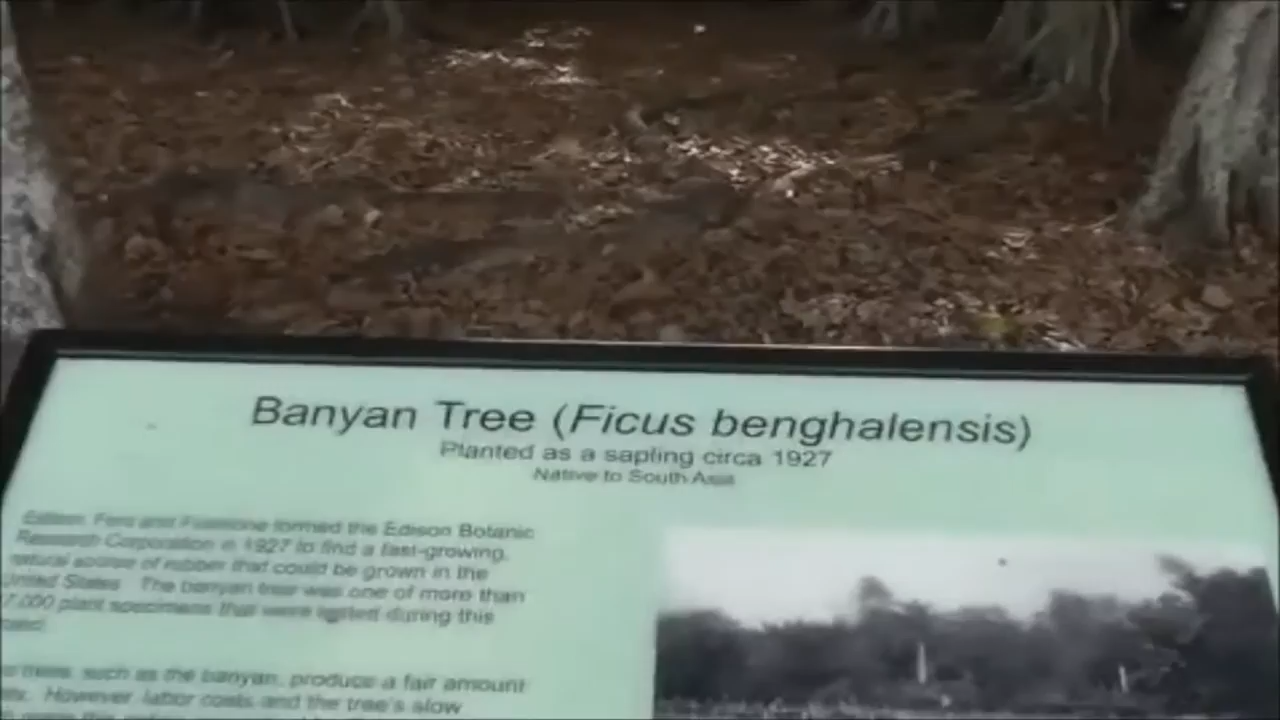 Banyan Tree (Ficus benghalensis)
Planted as a sapling circa 1927
Native to South Asia
Edison, Ford and Firestone formed the Edison Botanic
Research Corporation in 1927 to find a fast-growing,
natural source of rubber that could be grown in the
United States. The banyan tree was one of more than
7,000 plant specimens that were tested during this
trees, such as the banyan, produce a fair amount
However, labor costs and the tree's slow